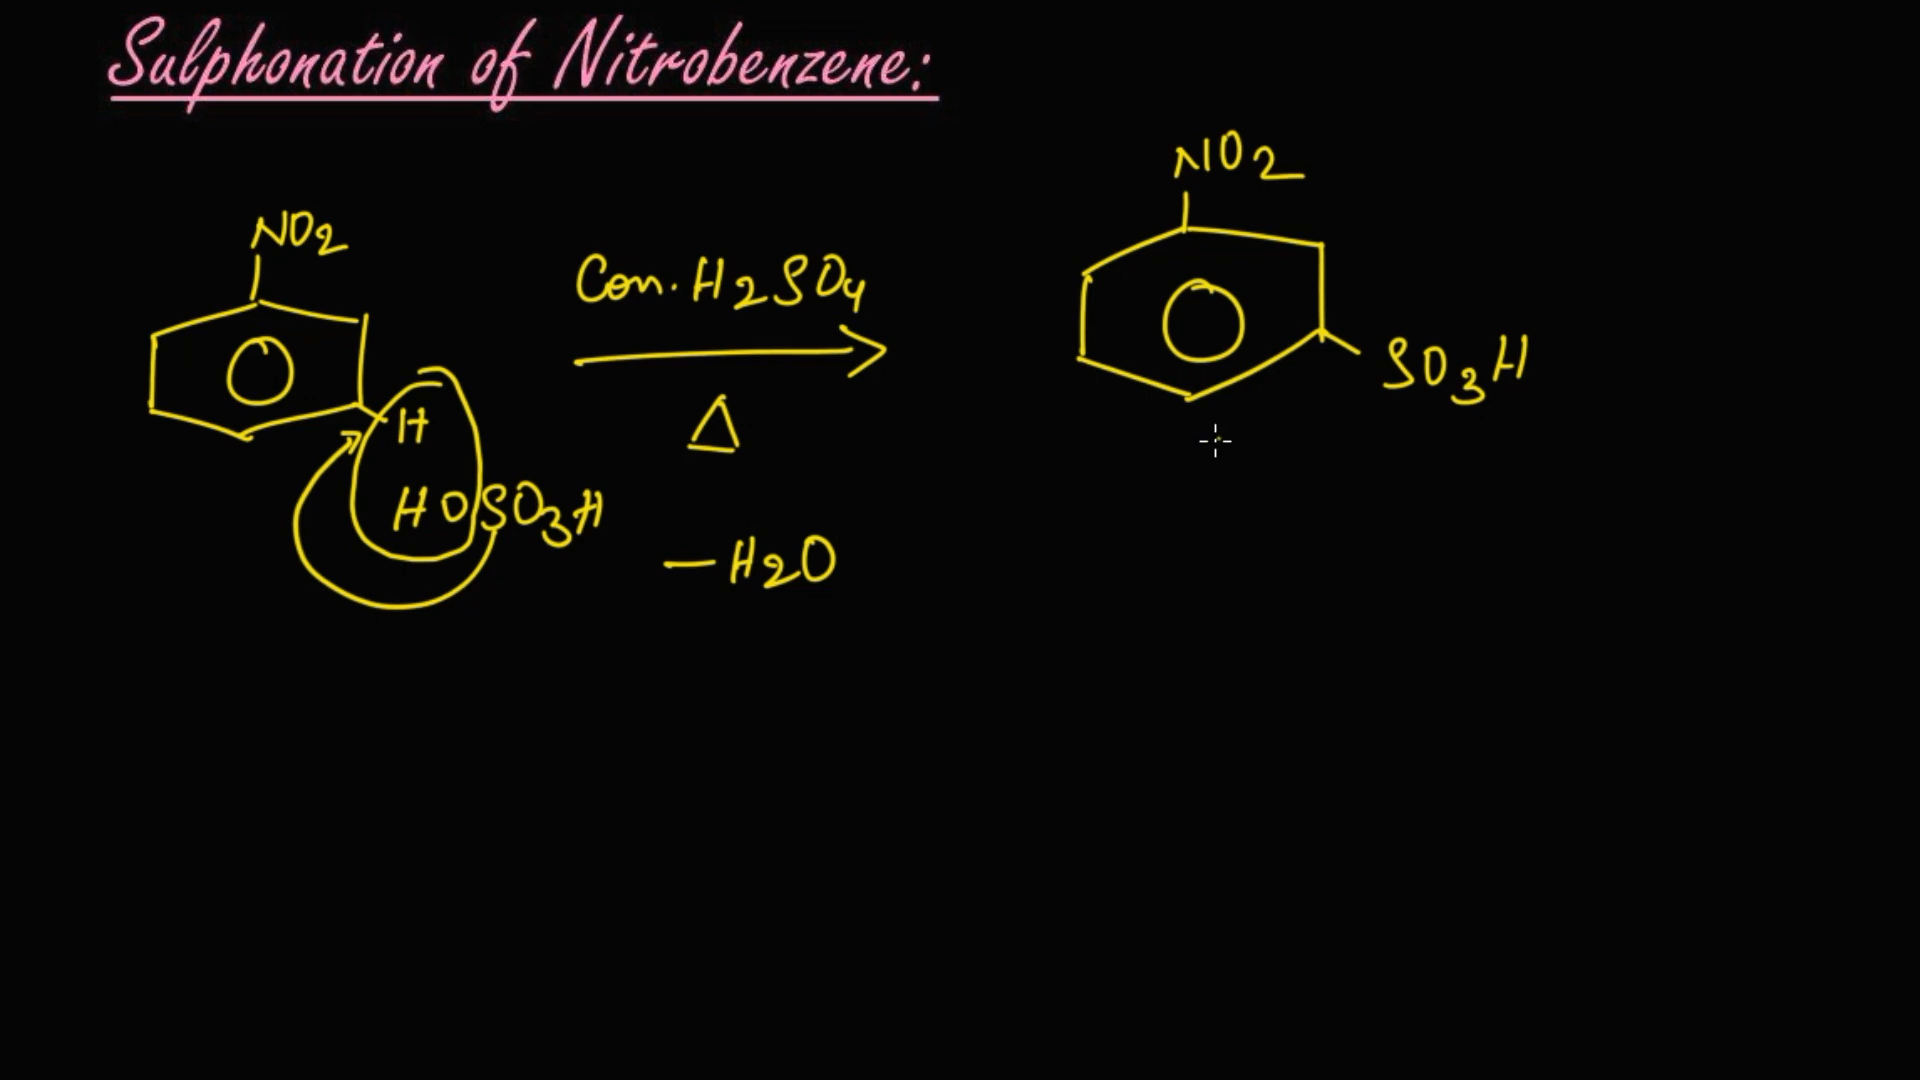 Sulphonation of Nitrobenzene:
NO2
NO2
Con. H2SO4
SO3H
Δ
H
HOSO3H
–H2O